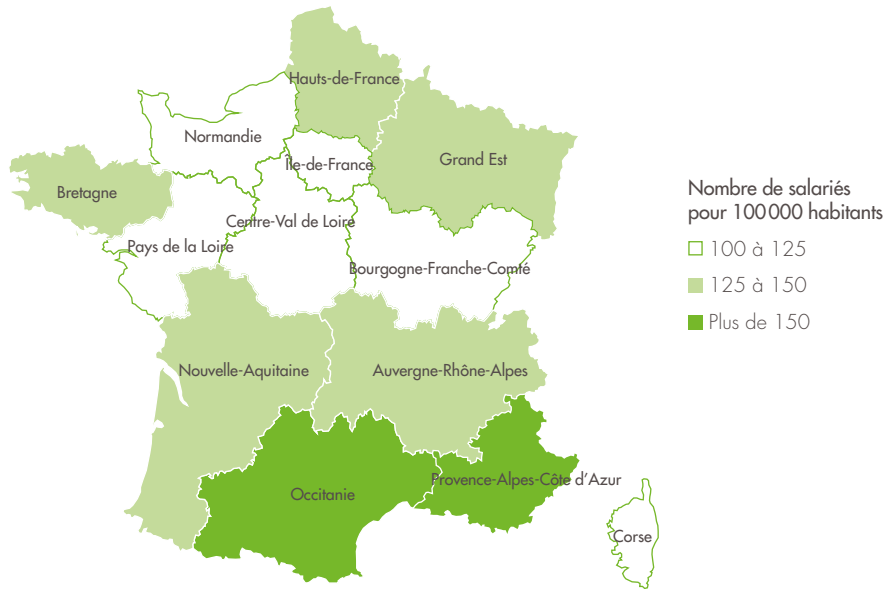 Hauts-de-France
Normandie
Île-de-France
Grand Est
Bretagne
Centre-Val de Loire
Pays de la Loire
Bourgogne-Franche-Comté
Nouvelle-Aquitaine
Auvergne-Rhône-Alpes
Occitanie
Provence-Alpes-Côte d’Azur
Corse
Nombre de salariés
pour 100 000 habitants
100 à 125
125 à 150
Plus de 150